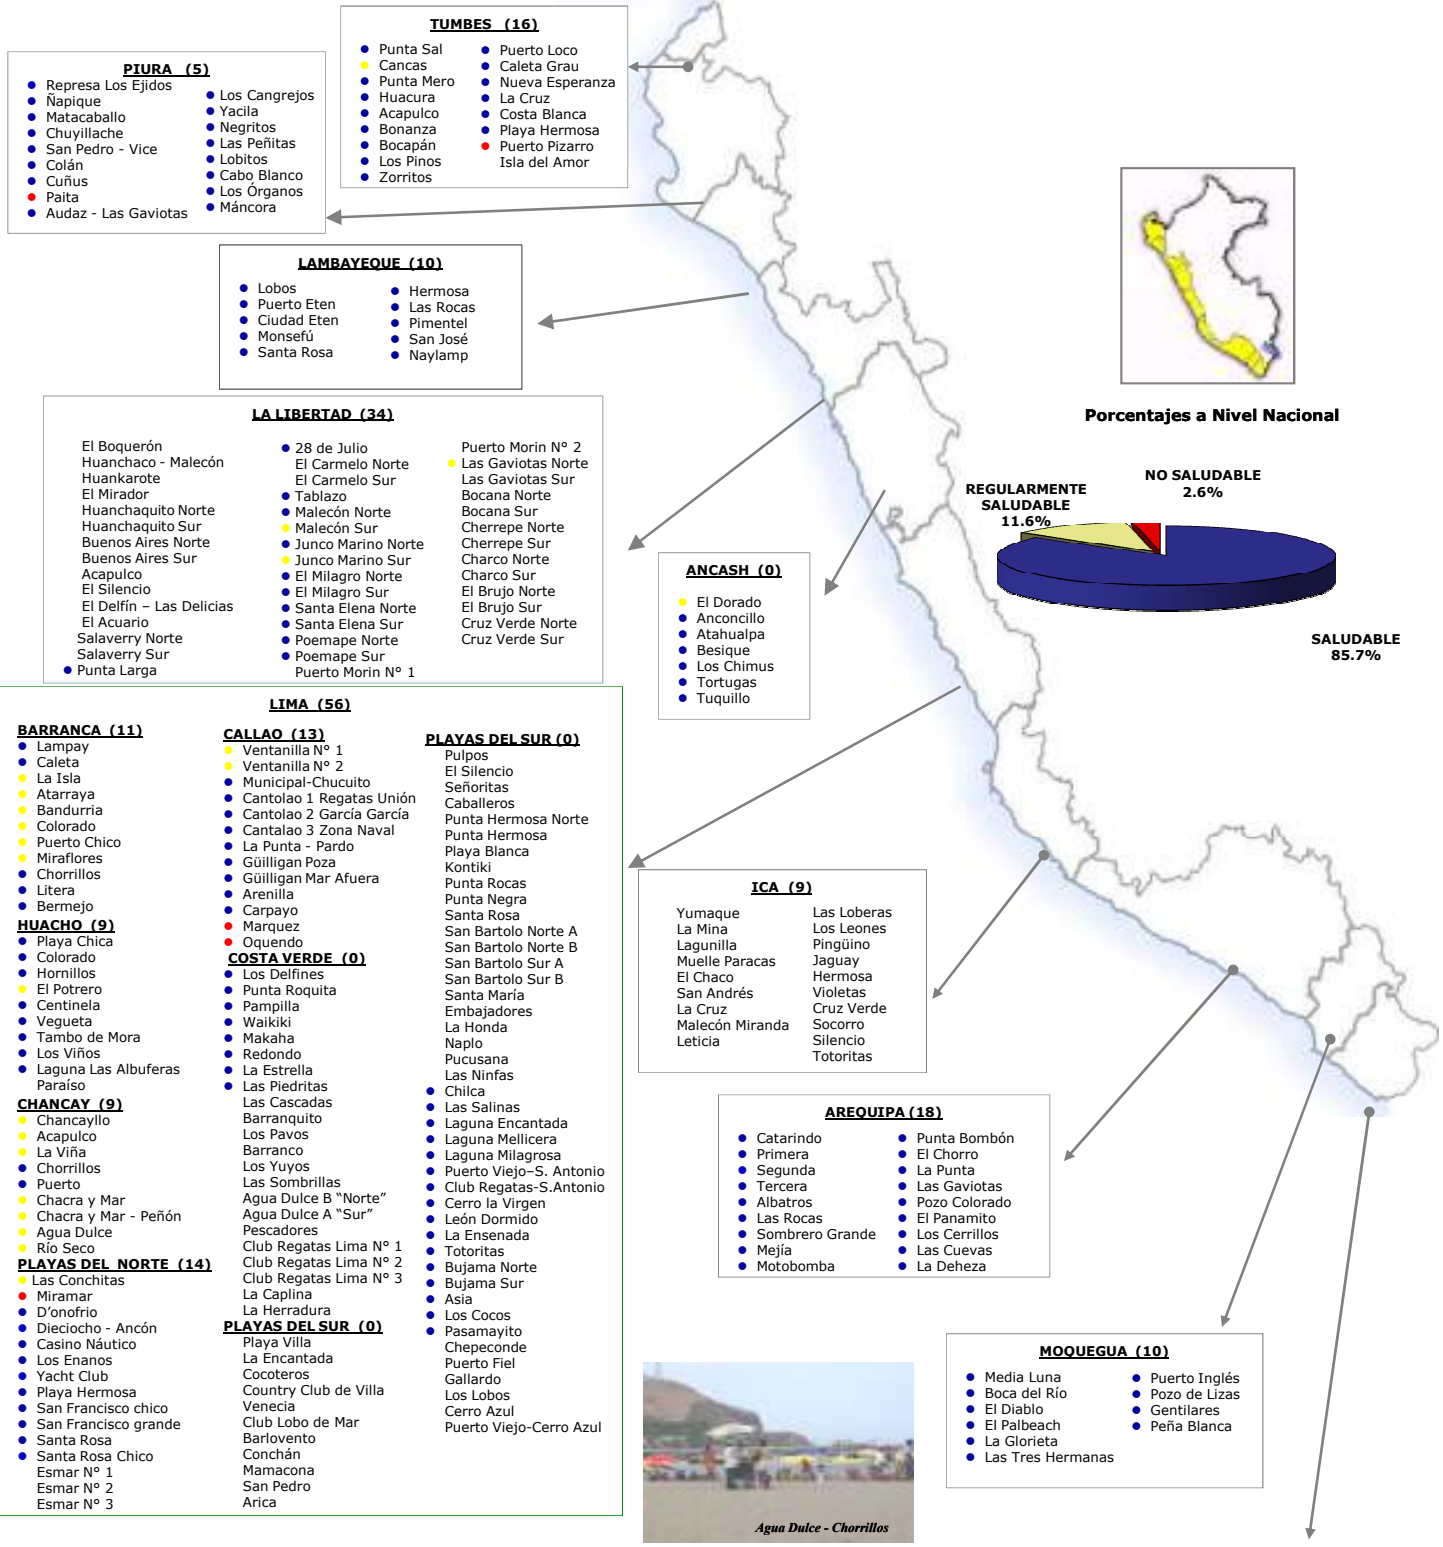 TUMBES (16)
Punta Sal
Cancas
Punta Mero
Huacura
Acapulco
Bonanza
Bocapán
Los Pinos
Zorritos
Puerto Loco
Caleta Grau
Nueva Esperanza
La Cruz
Costa Blanca
Playa Hermosa
Puerto Pizarro
Isla del Amor
PIURA (5)
Represa Los Ejidos
Ñapique
Matacaballo
Chuyillache
San Pedro - Vice
Colán
Cuñus
Paita
Audaz - Las Gaviotas
Los Cangrejos
Yacila
Negritos
Las Peñitas
Lobitos
Cabo Blanco
Los Órganos
Máncora
LAMBAYEQUE (10)
Lobos
Puerto Eten
Ciudad Eten
Monsefú
Santa Rosa
Hermosa
Las Rocas
Pimentel
San José
Naylamp
LA LIBERTAD (34)
El Boquerón
Huanchaco - Malecón
Huankarote
El Mirador
Huanchaquito Norte
Huanchaquito Sur
Buenos Aires Norte
Buenos Aires Sur
Acapulco
El Silencio
El Delfín – Las Delicias
El Acuario
Salaverry Norte
Salaverry Sur
Punta Larga
28 de Julio
El Carmelo Norte
El Carmelo Sur
Tablazo
Malecón Norte
Malecón Sur
Junco Marino Norte
Junco Marino Sur
El Milagro Norte
El Milagro Sur
Santa Elena Norte
Santa Elena Sur
Poemape Norte
Poemape Sur
Puerto Morin N° 1
Puerto Morin N° 2
Las Gaviotas Norte
Las Gaviotas Sur
Bocana Norte
Bocana Sur
Cherrepe Norte
Cherrepe Sur
Charco Norte
Charco Sur
El Brujo Norte
El Brujo Sur
Cruz Verde Norte
Cruz Verde Sur
Porcentajes a Nivel Nacional
NO SALUDABLE
2.6%
REGULARMENTE
SALUDABLE
11.6%
SALUDABLE
85.7%
ANCASH (0)
El Dorado
Anconcillo
Atahualpa
Besique
Los Chimus
Tortugas
Tuquillo
LIMA (56)
BARRANCA (11)
Lampay
Caleta
La Isla
Atarraya
Bandurria
Colorado
Puerto Chico
Miraflores
Chorrillos
Litera
Bermejo
HUACHO (9)
Playa Chica
Colorado
Hornillos
El Potrero
Centinela
Vegueta
Tambo de Mora
Los Viños
Laguna Las Albuferas
Paraíso
CHANCAY (9)
Chancayllo
Acapulco
La Viña
Chorrillos
Puerto
Chacra y Mar
Chacra y Mar - Peñón
Agua Dulce
Río Seco
PLAYAS DEL NORTE (14)
Las Conchitas
Miramar
D'onofrio
Dieciocho - Ancón
Casino Náutico
Los Enanos
Yacht Club
Playa Hermosa
San Francisco chico
San Francisco grande
Santa Rosa
Santa Rosa Chico
Esmar N° 1
Esmar N° 2
Esmar N° 3
CALLAO (13)
Ventanilla N° 1
Ventanilla N° 2
Municipal-Chucuito
Cantolao 1 Regatas Unión
Cantolao 2 García García
Cantalao 3 Zona Naval
La Punta - Pardo
Güilligan Poza
Güilligan Mar Afuera
Arenilla
Carpayo
Marquez
Oquendo
COSTA VERDE (0)
Los Delfines
Punta Roquita
Pampilla
Waikiki
Makaha
Redondo
La Estrella
Las Piedritas
Las Cascadas
Barranquito
Los Pavos
Barranco
Los Yuyos
Las Sombrillas
Agua Dulce B “Norte”
Agua Dulce A “Sur”
Pescadores
Club Regatas Lima N° 1
Club Regatas Lima N° 2
Club Regatas Lima N° 3
La Caplina
La Herradura
PLAYAS DEL SUR (0)
Playa Villa
La Encantada
Cocoteros
Country Club de Villa
Venecia
Club Lobo de Mar
Barlovento
Conchán
Mamacona
San Pedro
Arica
PLAYAS DEL SUR (0)
Pulpos
El Silencio
Señoritas
Caballeros
Punta Hermosa Norte
Punta Hermosa
Playa Blanca
Kontiki
Punta Rocas
Punta Negra
Santa Rosa
San Bartolo Norte A
San Bartolo Norte B
San Bartolo Sur A
San Bartolo Sur B
Santa María
Embajadores
La Honda
Naplo
Pucusana
Las Ninfas
Chilca
Las Salinas
Laguna Encantada
Laguna Mellicera
Laguna Milagrosa
Puerto Viejo–S. Antonio
Club Regatas-S.Antonio
Cerro la Virgen
León Dormido
La Ensenada
Totoritas
Bujama Norte
Bujama Sur
Asia
Los Cocos
Pasamayito
Chepeconde
Puerto Fiel
Gallardo
Los Lobos
Cerro Azul
Puerto Viejo-Cerro Azul
ICA (9)
Yumaque
La Mina
Lagunilla
Muelle Paracas
El Chaco
San Andrés
La Cruz
Malecón Miranda
Leticia
Las Loberas
Los Leones
Pingüino
Jaguay
Hermosa
Violetas
Cruz Verde
Socorro
Silencio
Totoritas
AREQUIPA (18)
Catarindo
Primera
Segunda
Tercera
Albatros
Las Rocas
Sombrero Grande
Mejía
Motobomba
Punta Bombón
El Chorro
La Punta
Las Gaviotas
Pozo Colorado
El Panamito
Los Cerrillos
Las Cuevas
La Deheza
MOQUEGUA (10)
Media Luna
Boca del Río
El Diablo
El Palbeach
La Glorieta
Las Tres Hermanas
Puerto Inglés
Pozo de Lizas
Gentilares
Peña Blanca
Agua Dulce - Chorrillos